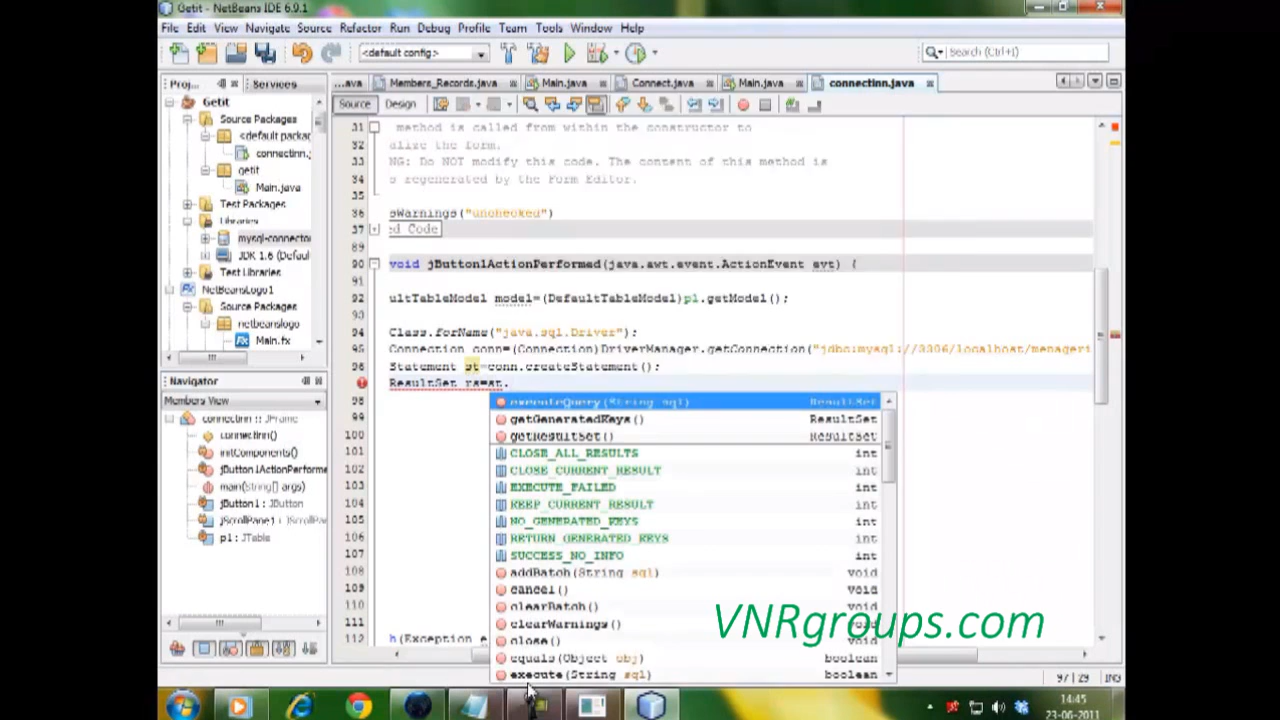 Getit - NetBeans IDE 6.9.1
File Edit View Navigate Source Refactor Run Debug Profile Team Tools Window Help
<default config> Search (Ctrl+I)
Proj... Services ...ava Members_Records.java Main.java Connect.java Main.java connectinn.java
Source Design
Getit
Source Packages
<default packag
connectinn.j
getit
Main.java
Test Packages
Libraries
mysql-connector
JDK 1.6 (Defaul
Test Libraries
NetBeansLogo1
Source Packages
netbeanslogo
Main.fx
Navigator
Members View
connectinn :: JFrame
connectinn()
initComponents()
jButton1ActionPerforme
main(String[] args)
jButton1 : JButton
jScrollPane1 : JScrollPa
p1 : JTable
31 method is called from within the constructor to
32 alize the form.
33 NG: Do NOT modify this code. The content of this method is
34 s regenerated by the Form Editor.
35
36 sWarnings("unchecked")
37 ed Code
89
90 void jButton1ActionPerformed(java.awt.event.ActionEvent evt) {
91
92 ultTableModel model=(DefaultTableModel)p1.getModel();
93
94 Class.forName("java.sql.Driver");
95 Connection conn=(Connection)DriverManager.getConnection("jdbc:mysql://3306/localhost/menageri
96 Statement st=conn.createStatement();
ResultSet rs=st.
98 executeQuery(String sql) ResultSet
99 getGeneratedKeys() ResultSet
100 getResultSet() ResultSet
101 CLOSE_ALL_RESULTS int
102 CLOSE_CURRENT_RESULT int
103 EXECUTE_FAILED int
104 KEEP_CURRENT_RESULT int
105 NO_GENERATED_KEYS int
106 RETURN_GENERATED_KEYS int
107 SUCCESS_NO_INFO int
108 addBatch(String sql) void
109 cancel() void
110 clearBatch() void
111 clearWarnings() void
112 h(Exception e close() void
equals(Object obj) boolean
execute(String sql) boolean
VNRgroups.com
97 / 29 INS
14:45
23-06-2011